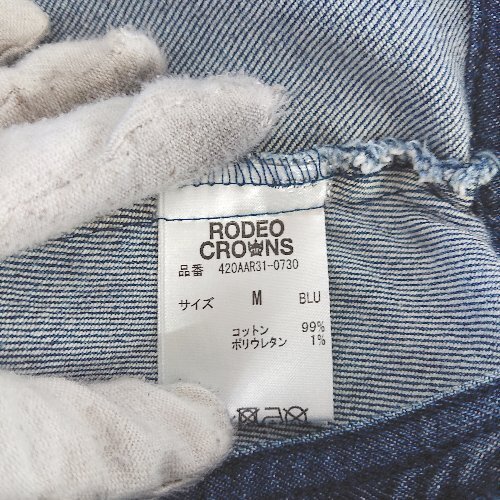 RODEO
CROWNS
品番 420AAR31-0730
サイズ M BLU
コットン 99%
ポリウレタン 1%